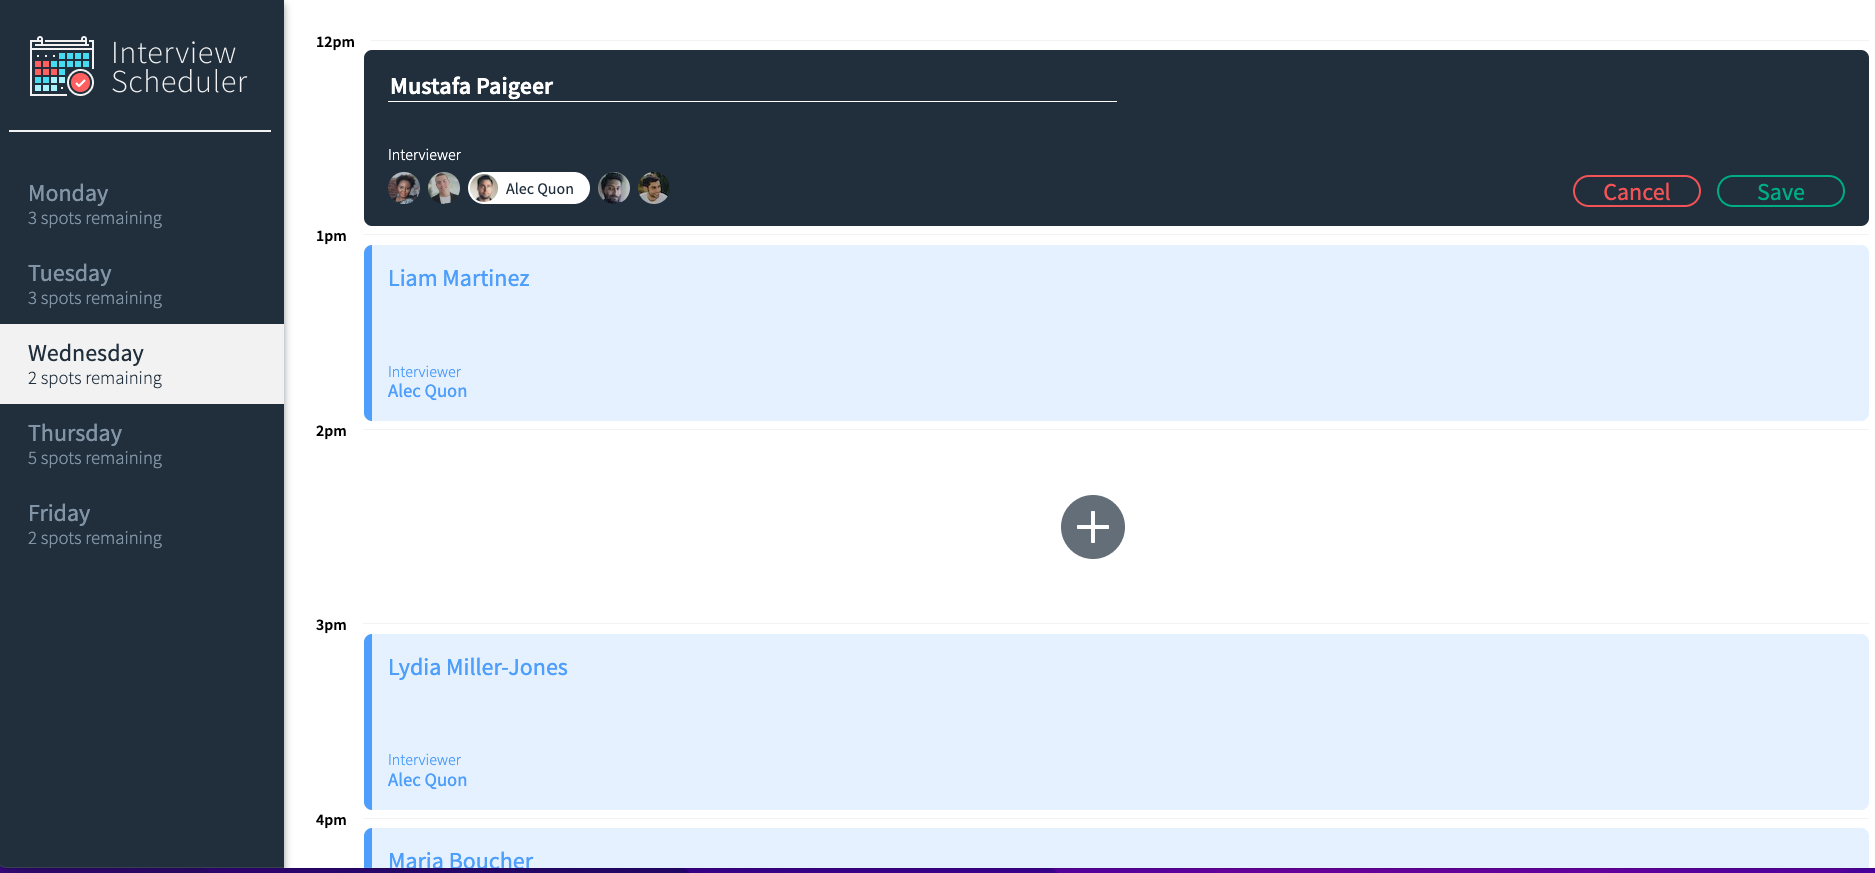 Interview
Scheduler
Monday
3 spots remaining
Tuesday
3 spots remaining
Wednesday
2 spots remaining
Thursday
5 spots remaining
Friday
2 spots remaining
12pm
Mustafa Paigeer
Interviewer
Alec Quon
Cancel
Save
1pm
Liam Martinez
Interviewer
Alec Quon
2pm
3pm
Lydia Miller-Jones
Interviewer
Alec Quon
4pm
Maria Boucher